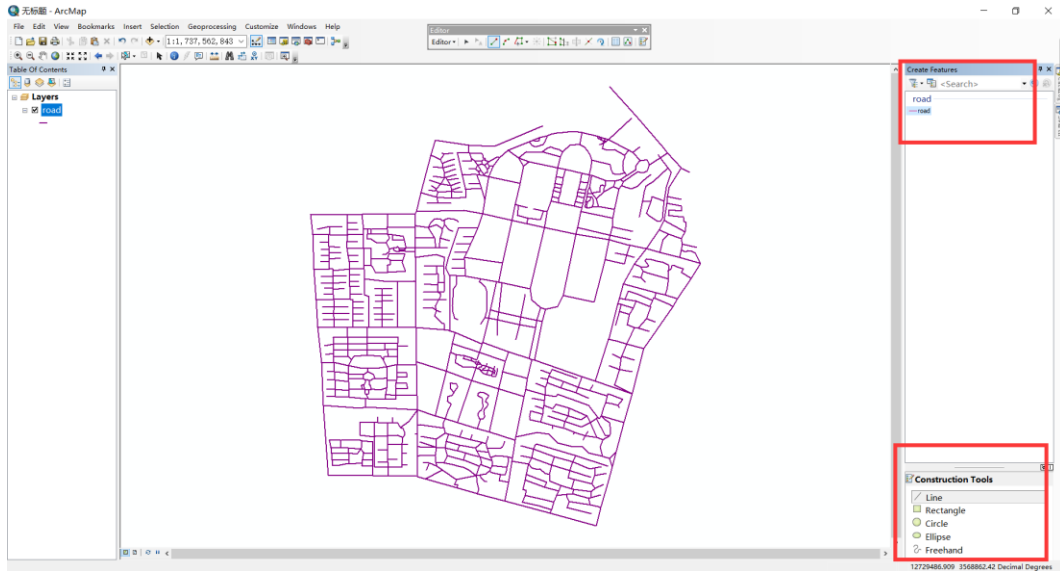 无标题 - ArcMap
File Edit View Bookmarks Insert Selection Geoprocessing Customize Windows Help
Editor
Editor
1:1,737,562,843
Table Of Contents
Layers
road
Create Features
<Search>
road
road
Construction Tools
Line
Rectangle
Circle
Ellipse
Freehand
12729486.909 3568862.42 Decimal Degrees